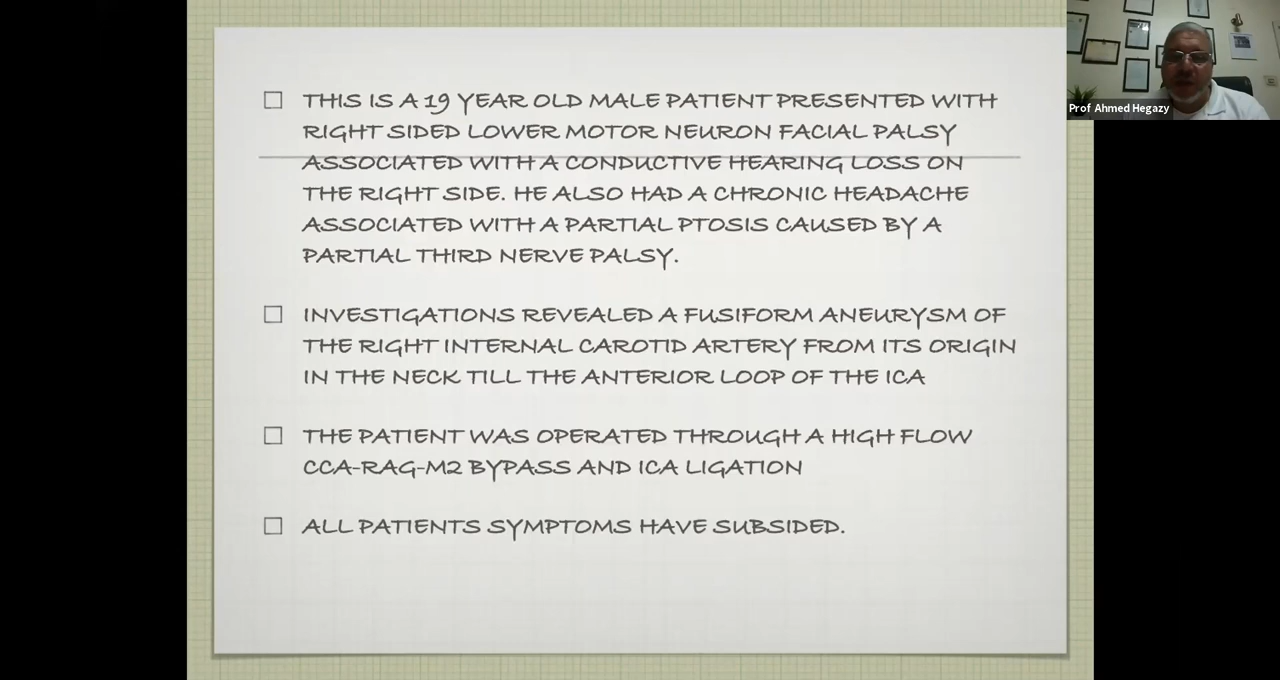 THIS IS A 19 YEAR OLD MALE PATIENT PRESENTED WITH
RIGHT SIDED LOWER MOTOR NEURON FACIAL PALSY
ASSOCIATED WITH A CONDUCTIVE HEARING LOSS ON
THE RIGHT SIDE. HE ALSO HAD A CHRONIC HEADACHE
ASSOCIATED WITH A PARTIAL PTOSIS CAUSED BY A
PARTIAL THIRD NERVE PALSY.
INVESTIGATIONS REVEALED A FUSIFORM ANEURYSM OF
THE RIGHT INTERNAL CAROTID ARTERY FROM ITS ORIGIN
IN THE NECK TILL THE ANTERIOR LOOP OF THE ICA
THE PATIENT WAS OPERATED THROUGH A HIGH FLOW
CCA-RAG-M2 BYPASS AND ICA LIGATION
ALL PATIENTS SYMPTOMS HAVE SUBSIDED.
Prof Ahmed Hegazy